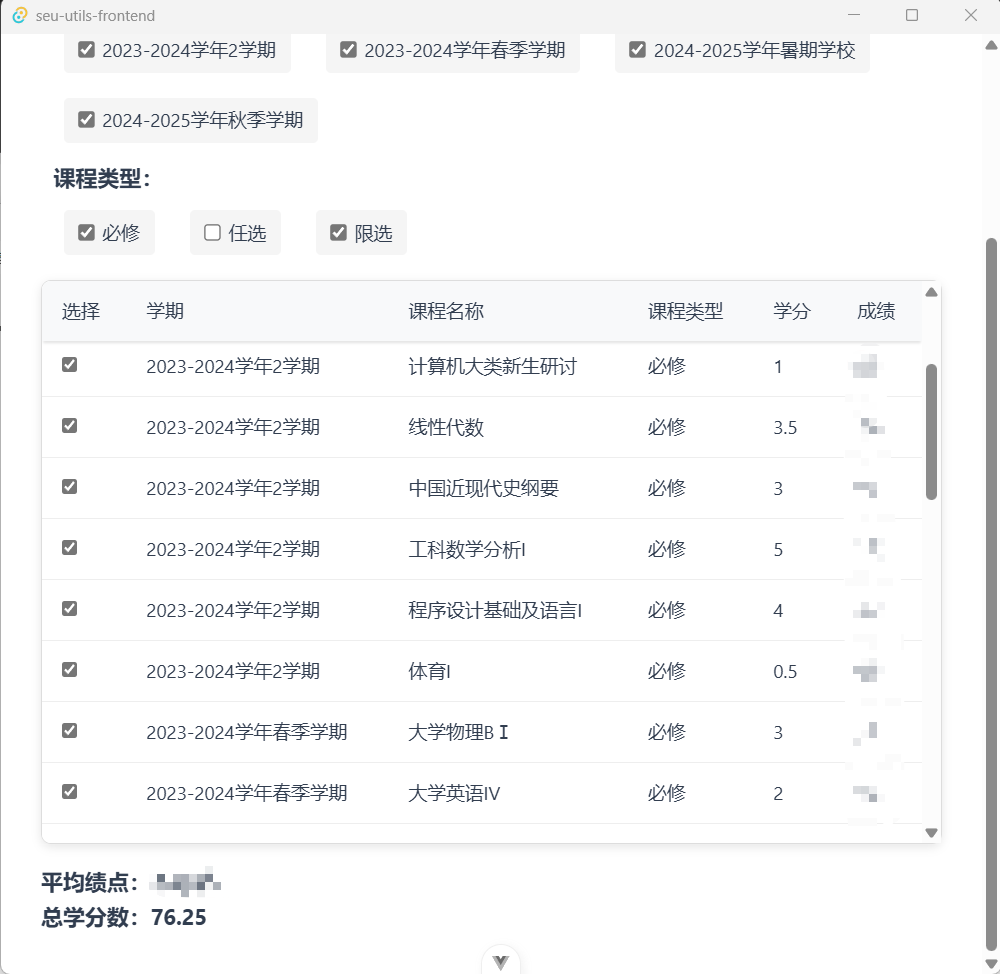 seu-utils-frontend
2023-2024学年2学期 2023-2024学年春季学期 2024-2025学年暑期学校
2024-2025学年秋季学期
课程类型：
必修 任选 限选
选择 学期 课程名称 课程类型 学分 成绩
2023-2024学年2学期 计算机大类新生研讨 必修 1
2023-2024学年2学期 线性代数 必修 3.5
2023-2024学年2学期 中国近现代史纲要 必修 3
2023-2024学年2学期 工科数学分析I 必修 5
2023-2024学年2学期 程序设计基础及语言I 必修 4
2023-2024学年2学期 体育I 必修 0.5
2023-2024学年春季学期 大学物理BⅠ 必修 3
2023-2024学年春季学期 大学英语IV 必修 2
平均绩点：
总学分数：76.25